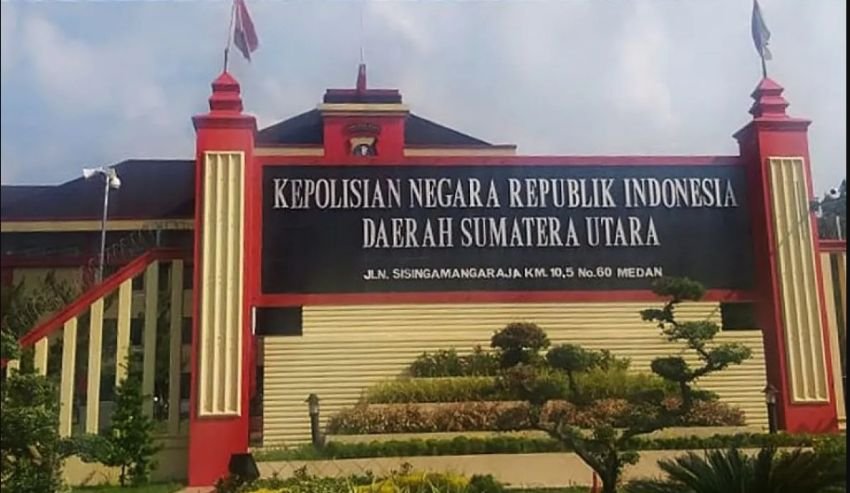 KEPOLISIAN NEGARA REPUBLIK INDONESIA
DAERAH SUMATERA UTARA
JLN. SISINGAMANGARAJA KM. 10,5 No.60 MEDAN